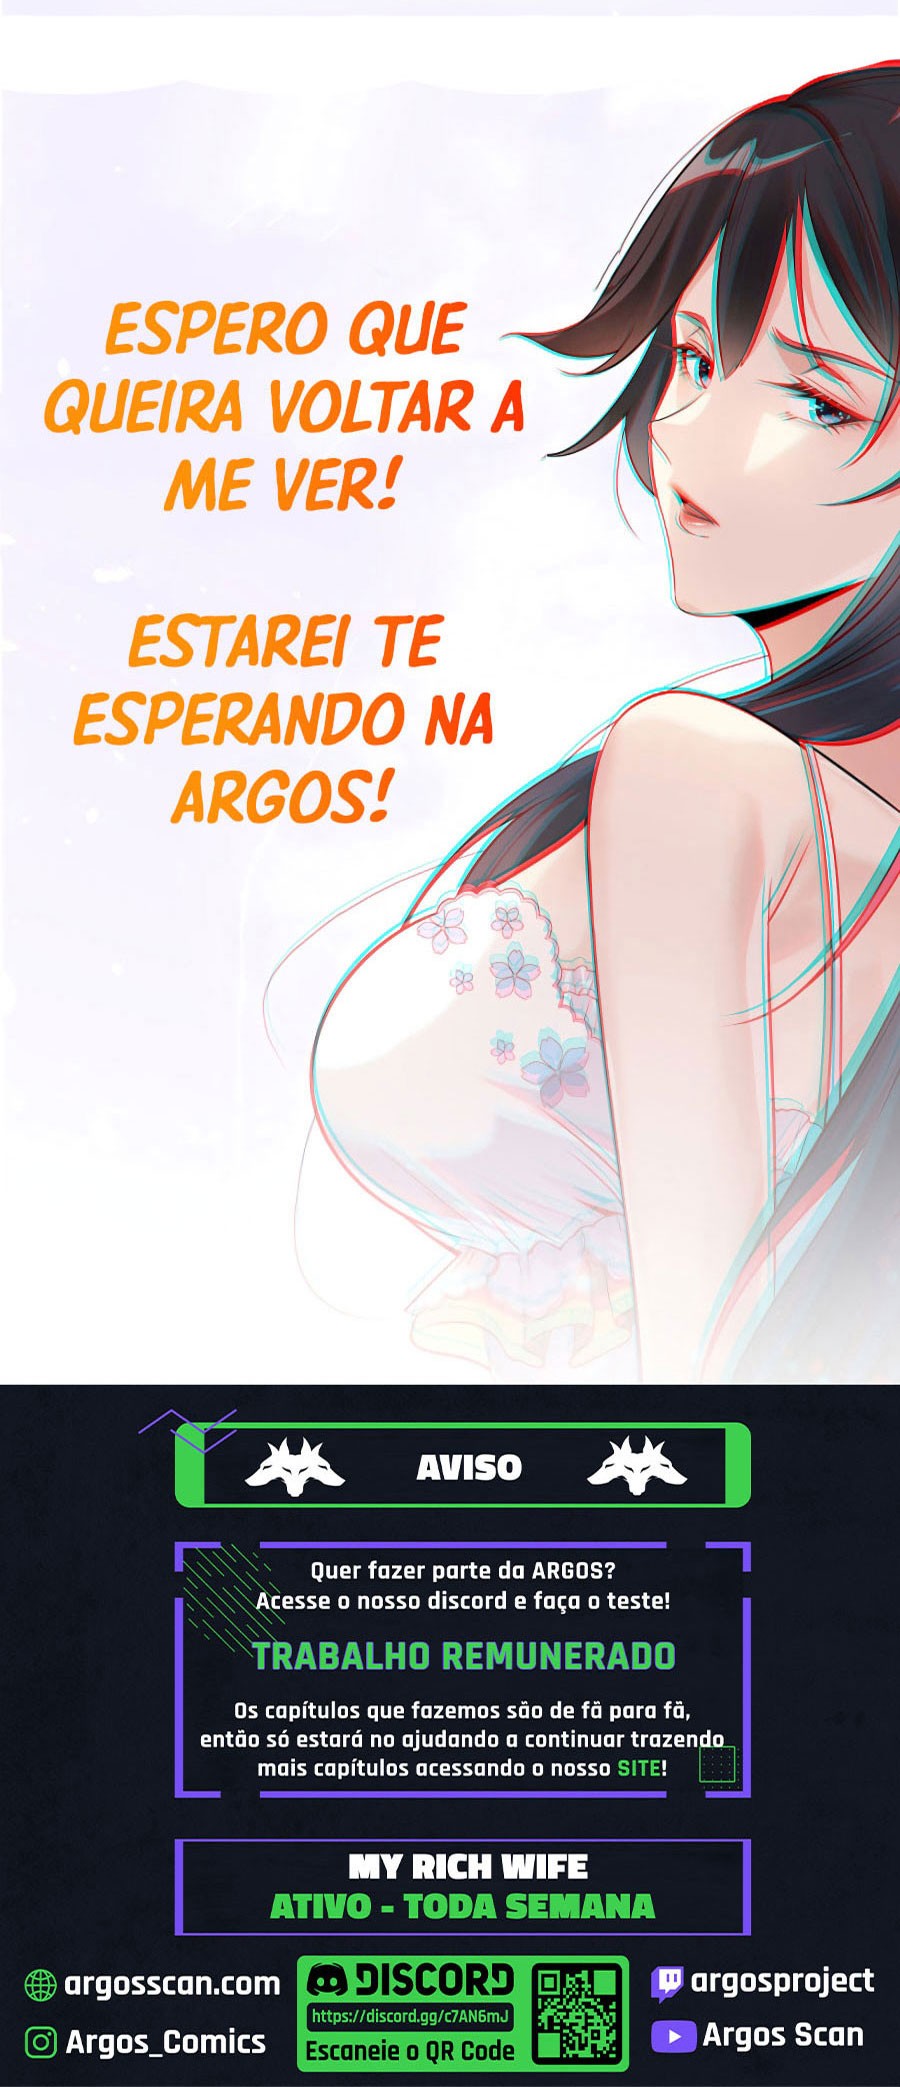 ESPERO QUE
QUEIRA VOLTAR A
ME VER!
ESTAREI TE
ESPERANDO NA
ARGOS!
AVISO
Quer fazer parte da ARGOS?
Acesse o nosso discord e faça o teste!
TRABALHO REMUNERADO
Os capítulos que fazemos são de fã para fã,
então só estará no ajudando a continuar trazendo
mais capítulos acessando o nosso SITE!
MY RICH WIFE
ATIVO - TODA SEMANA
argosscan.com
Argos_Comics
DISCORD
https://discord.gg/c7AN6mJ
Escaneie o QR Code
argosproject
Argos Scan